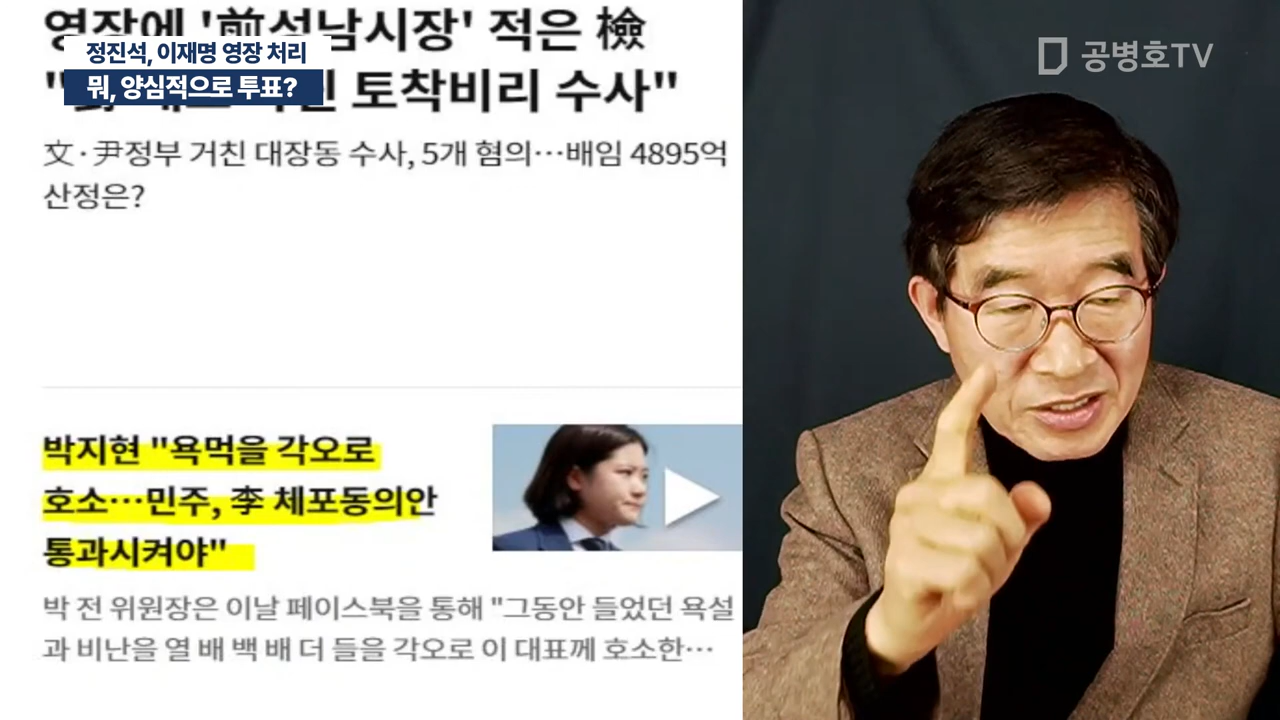 영장에 '前성남시장' 적은 檢
정진석, 이재명 영장 처리
뭐, 양심적으로 투표?
토착비리 수사"
文·尹정부 거친 대장동 수사, 5개 혐의…배임 4895억
산정은?
박지현 "욕먹을 각오로
호소…민주, 李 체포동의안
통과시켜야"
박 전 위원장은 이날 페이스북을 통해 "그동안 들었던 욕설
과 비난을 열 배 백 배 더 들을 각오로 이 대표께 호소한…
공병호TV